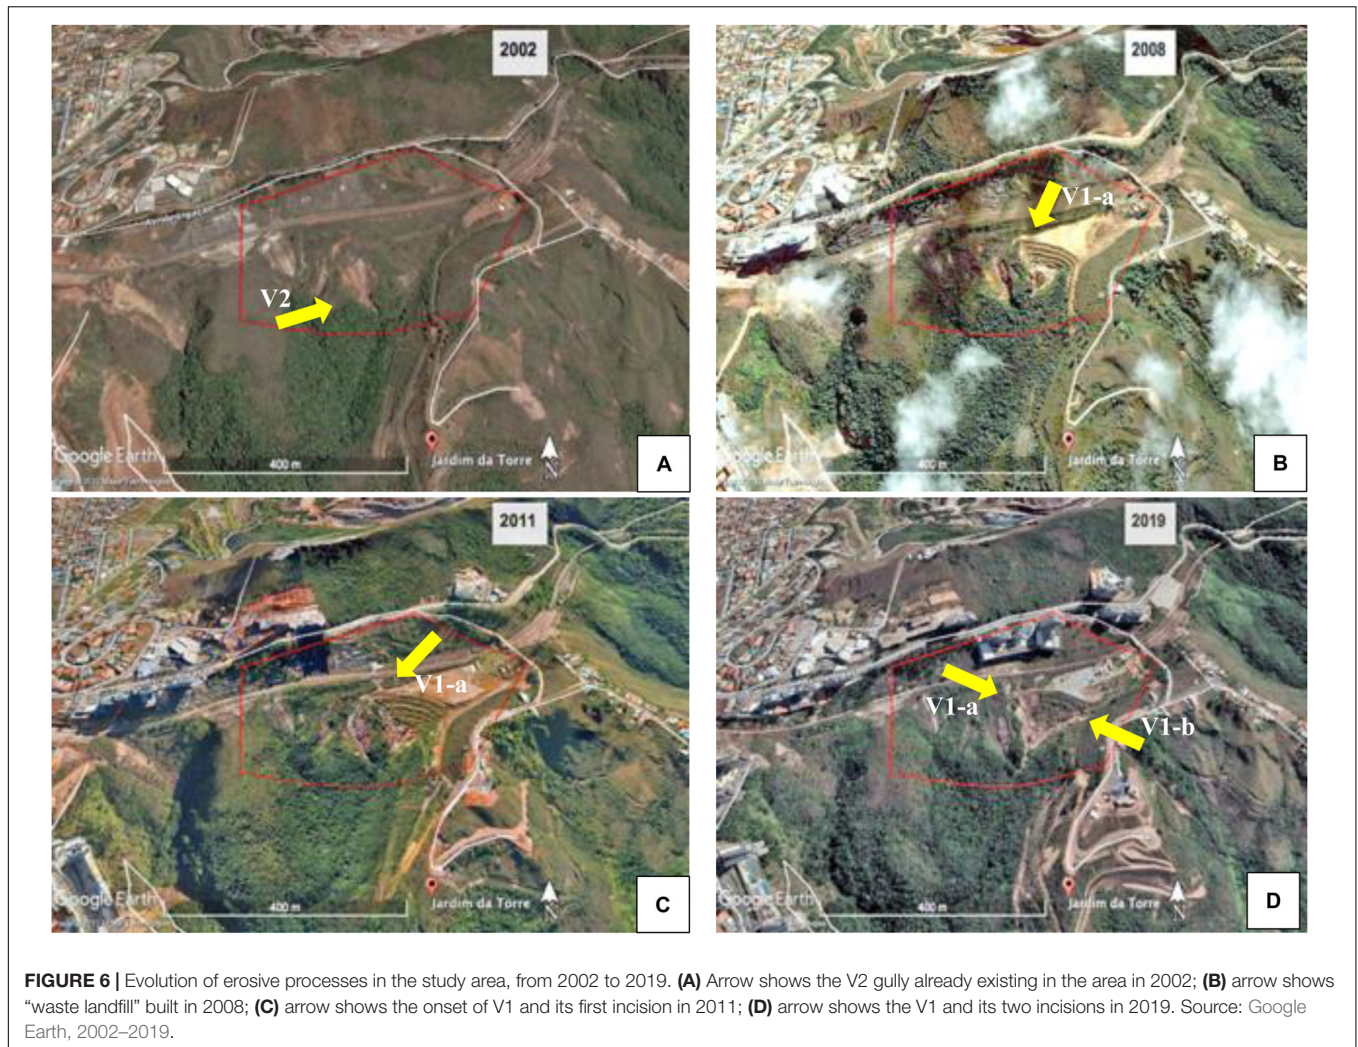 2002
V2
Google Earth
400 m
Jardim da Torre
N
A
2008
V1-a
Google Earth
400 m
Jardim da Torre
N
B
2011
V1-a
Google Earth
400 m
Jardim da Torre
N
C
2019
V1-a
V1-b
Google Earth
400 m
Jardim da Torre
N
D
FIGURE 6 | Evolution of erosive processes in the study area, from 2002 to 2019. (A) Arrow shows the V2 gully already existing in the area in 2002; (B) arrow shows
“waste landfill” built in 2008; (C) arrow shows the onset of V1 and its first incision in 2011; (D) arrow shows the V1 and its two incisions in 2019. Source: Google
Earth, 2002–2019.